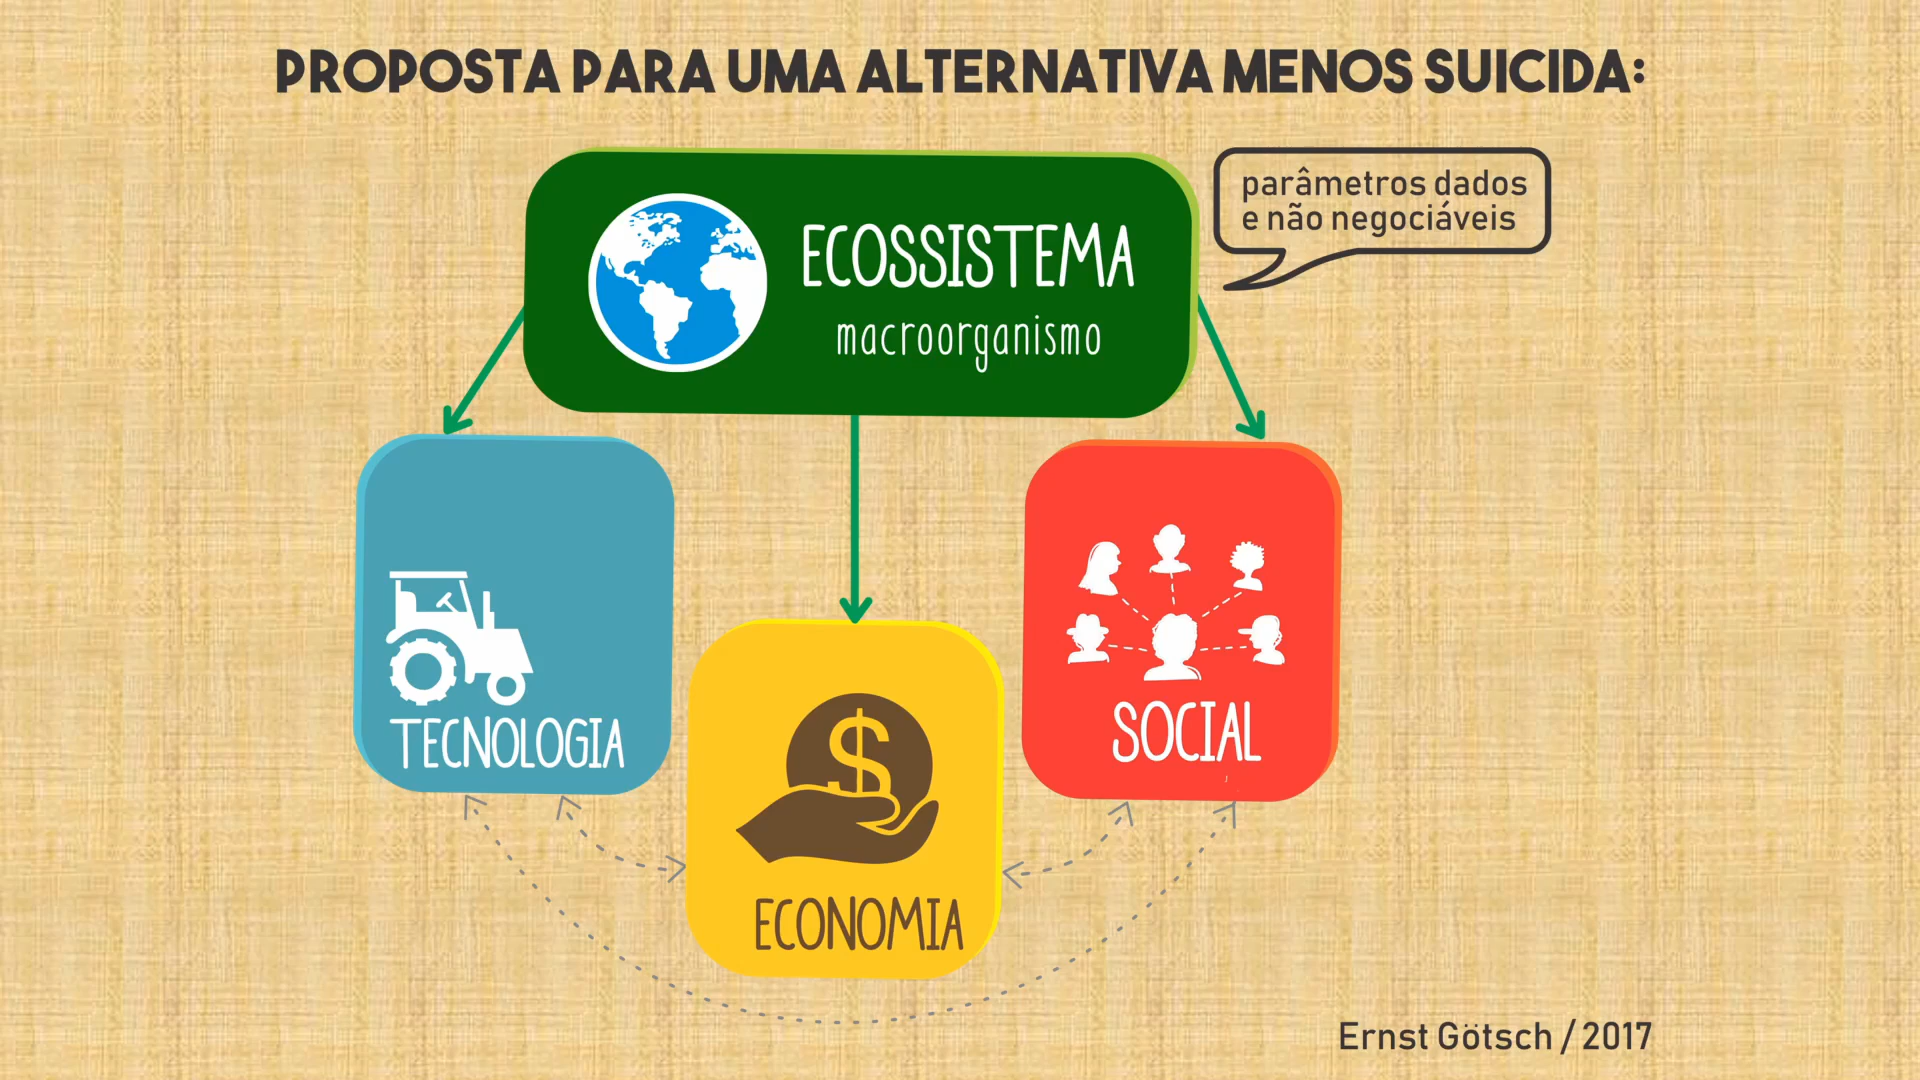 PROPOSTA PARA UMA ALTERNATIVA MENOS SUICIDA:
parâmetros dados
e não negociáveis
ECOSSISTEMA
macroorganismo
TECNOLOGIA
SOCIAL
$
ECONOMIA
Ernst Götsch / 2017